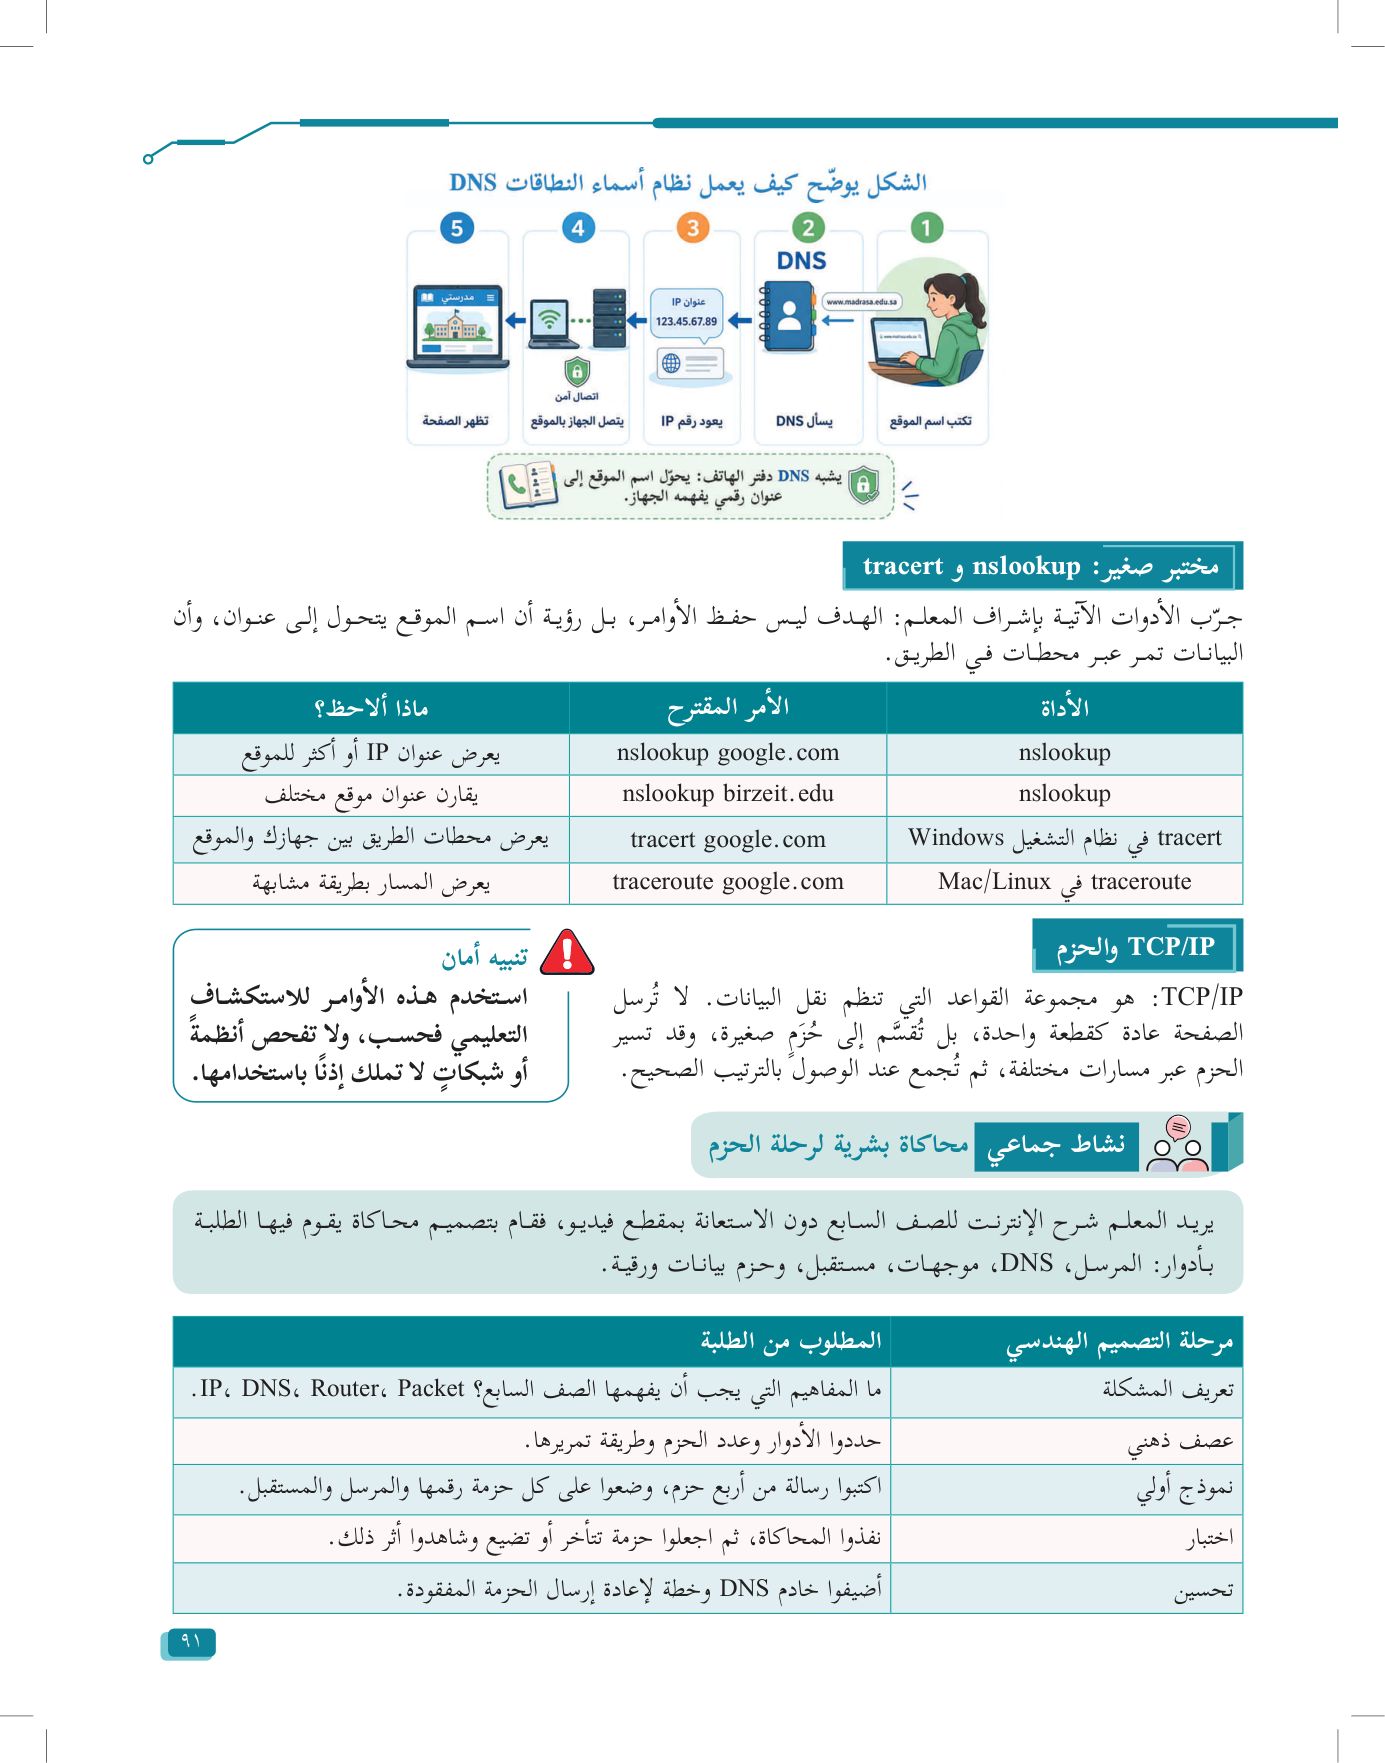 الشكل يوضّح كيف يعمل نظام أسماء النطاقات DNS
1
2
3
4
5
DNS
www.madrasa.edu.sa
عنوان IP
123.45.67.89
مدرستي
اتصال آمن
تكتب اسم الموقع
يسأل DNS
يعود رقم IP
يتصل الجهاز بالموقع
تظهر الصفحة
يشبه DNS دفتر الهاتف: يحوّل اسم الموقع إلى
عنوان رقمي يفهمه الجهاز.
مختبر صغير: nslookup و tracert
جرّب الأدوات الآتية بإشراف المعلم: الهدف ليس حفظ الأوامر، بل رؤية أن اسم الموقع يتحول إلى عنوان، وأن
البيانات تمر عبر محطات في الطريق.
الأداة الأمر المقترح ماذا ألاحظ؟
nslookup nslookup google.com يعرض عنوان IP أو أكثر للموقع
nslookup nslookup birzeit.edu يقارن عنوان موقع مختلف
tracert في نظام التشغيل Windows tracert google.com يعرض محطات الطريق بين جهازك والموقع
traceroute في Mac/Linux traceroute google.com يعرض المسار بطريقة مشابهة
TCP/IP والحزم
TCP/IP: هو مجموعة القواعد التي تنظم نقل البيانات. لا تُرسل
الصفحة عادة كقطعة واحدة، بل تُقسَّم إلى حُزَمٍ صغيرة، وقد تسير
الحزم عبر مسارات مختلفة، ثم تُجمع عند الوصول بالترتيب الصحيح.
تنبيه أمان
استخدم هذه الأوامر للاستكشاف
التعليمي فحسب، ولا تفحص أنظمةً
أو شبكاتٍ لا تملك إذنًا باستخدامها.
نشاط جماعي محاكاة بشرية لرحلة الحزم
يريد المعلم شرح الإنترنت للصف السابع دون الاستعانة بمقطع فيديو، فقام بتصميم محاكاة يقوم فيها الطلبة
بأدوار: المرسل، DNS، موجهات، مستقبل، وحزم بيانات ورقية.
مرحلة التصميم الهندسي المطلوب من الطلبة
تعريف المشكلة ما المفاهيم التي يجب أن يفهمها الصف السابع؟ IP، DNS، Router، Packet.
عصف ذهني حددوا الأدوار وعدد الحزم وطريقة تمريرها.
نموذج أولي اكتبوا رسالة من أربع حزم، وضعوا على كل حزمة رقمها والمرسل والمستقبل.
اختبار نفذوا المحاكاة، ثم اجعلوا حزمة تتأخر أو تضيع وشاهدوا أثر ذلك.
تحسين أضيفوا خادم DNS وخطة لإعادة إرسال الحزمة المفقودة.
٩١